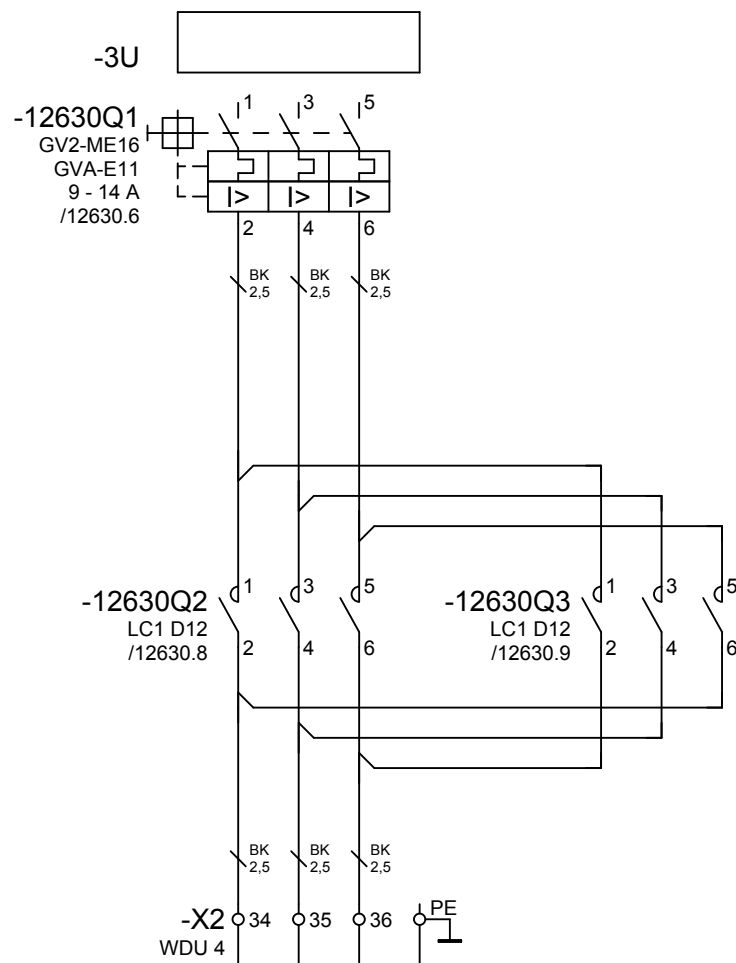 -3U
1 3 5
-12630Q1
GV2-ME16
GVA-E11
9 - 14 A
/12630.6
I> I> I>
2 4 6
BK BK BK
2,5 2,5 2,5
1 3 5 1 3 5
-12630Q2 -12630Q3
LC1 D12 LC1 D12
/12630.8 /12630.9
2 4 6 2 4 6
BK BK BK
2,5 2,5 2,5
-X2 34 35 36 PE
WDU 4